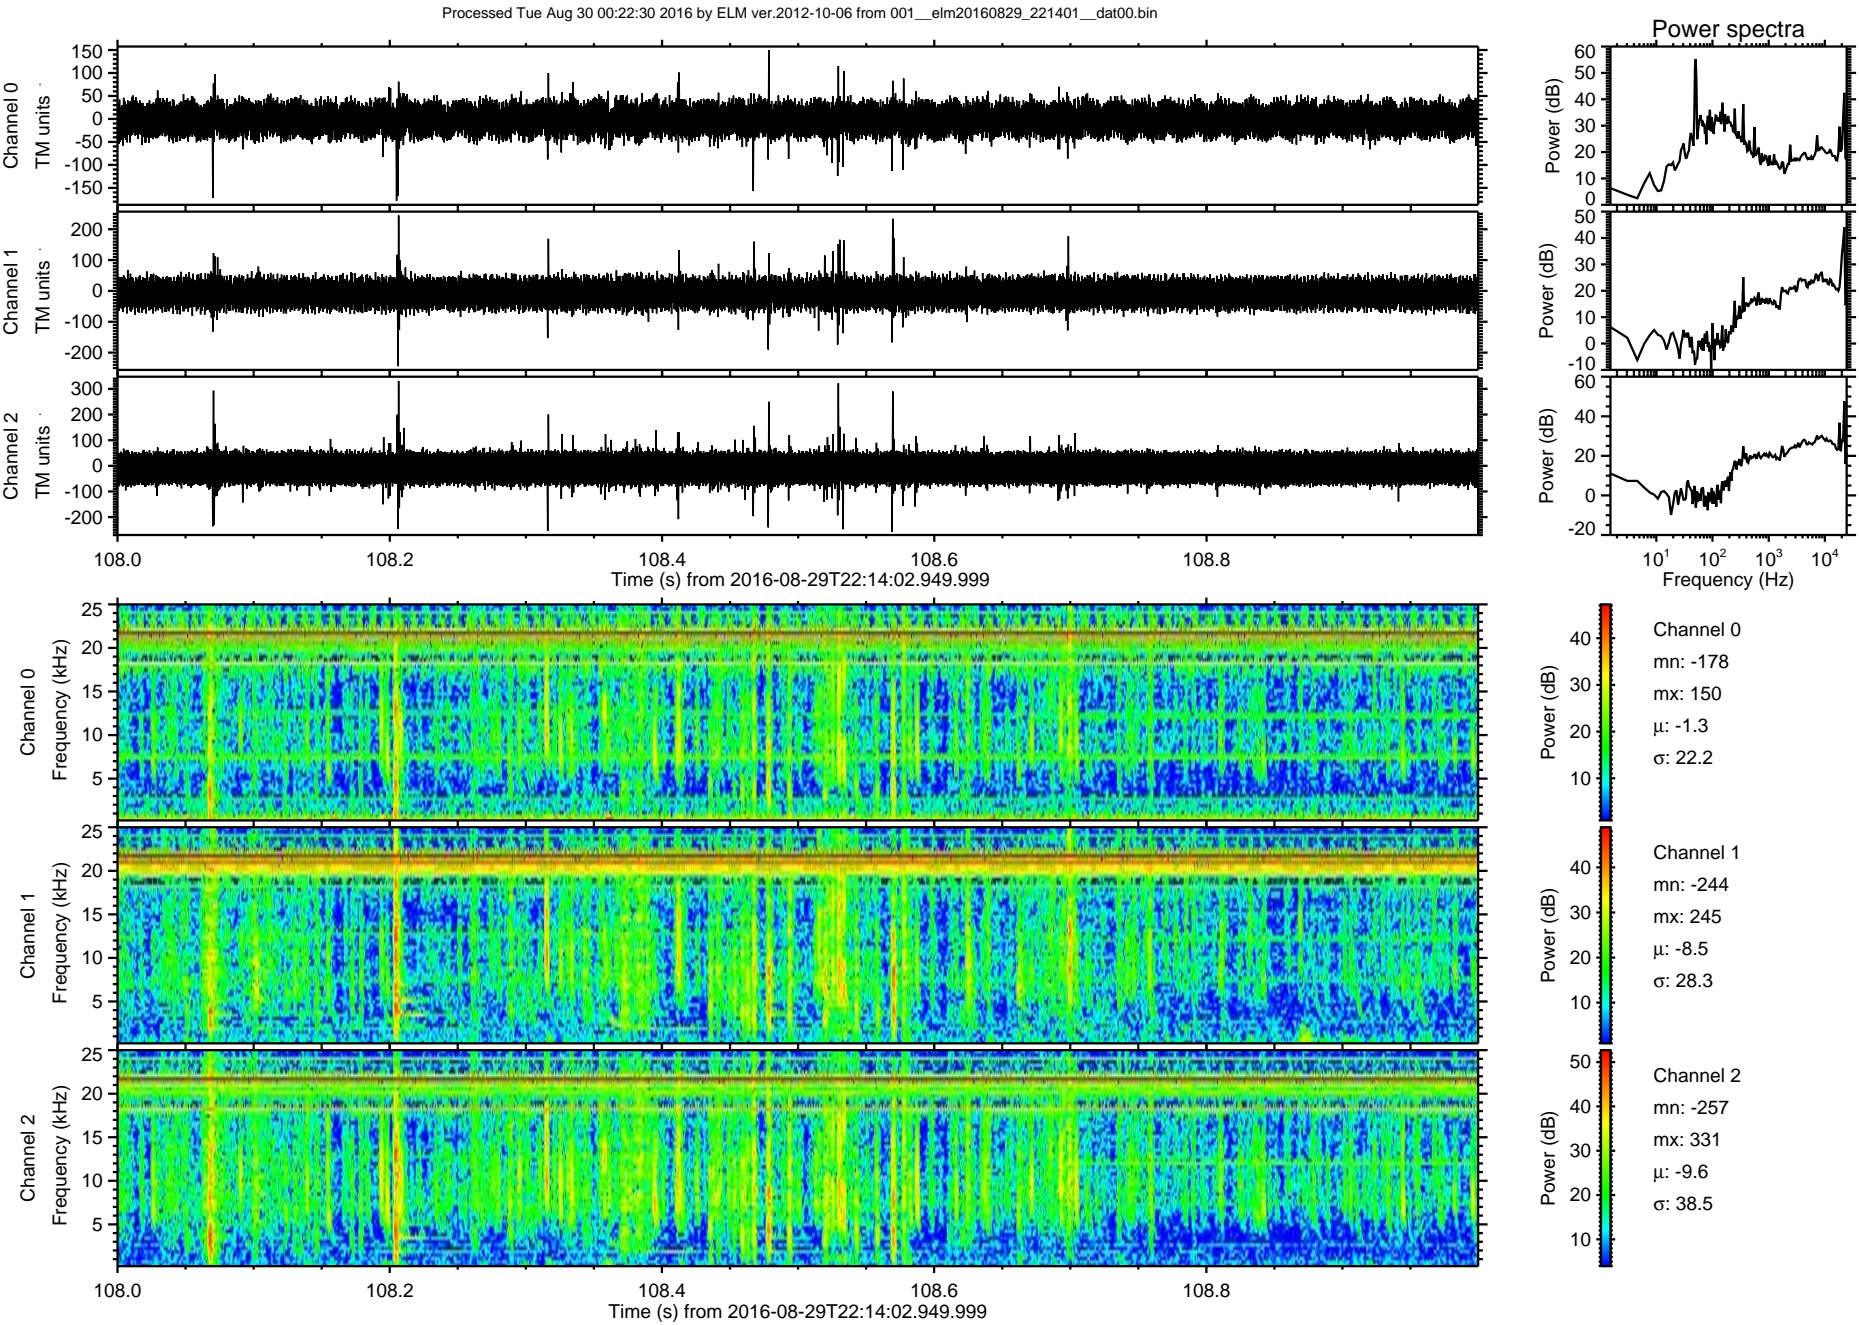 Processed Tue Aug 30 00:22:30 2016 by ELM ver.2012-10-06 from 001__elm20160829_221401__dat00.bin
Power spectra
Channel 0
TM units
150
100
50
0
-50
-100
-150
Power (dB)
60
50
40
30
20
10
0
Channel 1
TM units
200
100
0
-100
-200
Power (dB)
50
40
30
20
10
0
-10
Channel 2
TM units
300
200
100
0
-100
-200
Power (dB)
60
40
20
0
-20
108.0 108.2 108.4 108.6 108.8
Time (s) from 2016-08-29T22:14:02.949.999
10¹ 10² 10³ 10⁴
Frequency (Hz)
Channel 0
Frequency (kHz)
25
20
15
10
5
Power (dB)
40
30
20
10
Channel 0
mn: -178
mx: 150
μ: -1.3
σ: 22.2
Channel 1
Frequency (kHz)
25
20
15
10
5
Power (dB)
40
30
20
10
Channel 1
mn: -244
mx: 245
μ: -8.5
σ: 28.3
Channel 2
Frequency (kHz)
25
20
15
10
5
Power (dB)
50
40
30
20
10
Channel 2
mn: -257
mx: 331
μ: -9.6
σ: 38.5
108.0 108.2 108.4 108.6 108.8
Time (s) from 2016-08-29T22:14:02.949.999